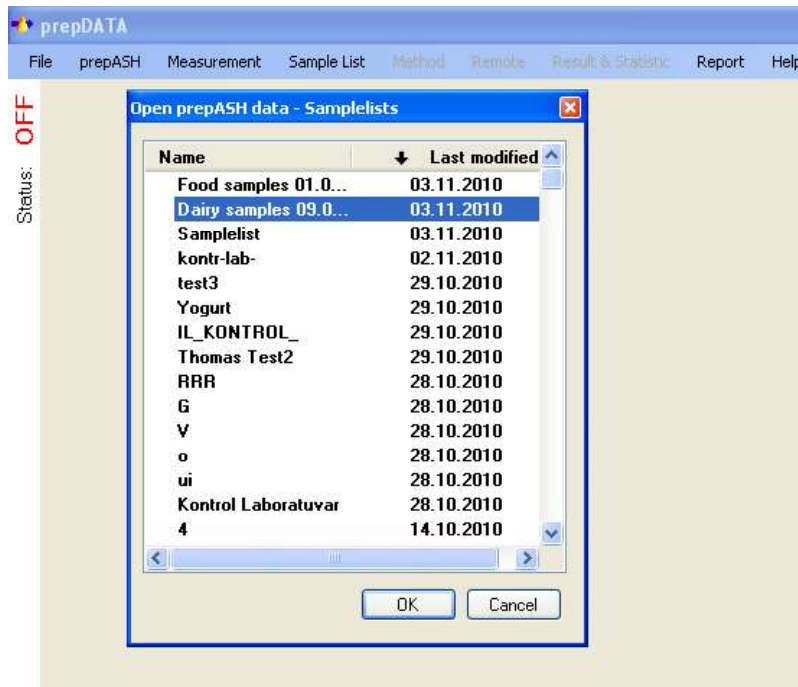 prepDATA
File prepASH Measurement Sample List Method Remote Result & Statistic Report Help
Status: OFF
Open prepASH data - Samplelists
Name Last modified
Food samples 01.0... 03.11.2010
Dairy samples 09.0... 03.11.2010
Samplelist 03.11.2010
kontr-lab- 02.11.2010
test3 29.10.2010
Yogurt 29.10.2010
IL_KONTROL_ 29.10.2010
Thomas Test2 29.10.2010
RRR 28.10.2010
G 28.10.2010
V 28.10.2010
o 28.10.2010
ui 28.10.2010
Kontrol Laboratuvar 28.10.2010
4 14.10.2010
OK Cancel